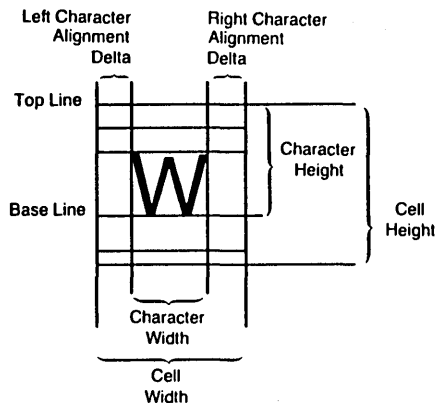 Left Character
Alignment
Delta
Right Character
Alignment
Delta
Top Line
Character
Height
W
Base Line
Cell
Height
Character
Width
Cell
Width